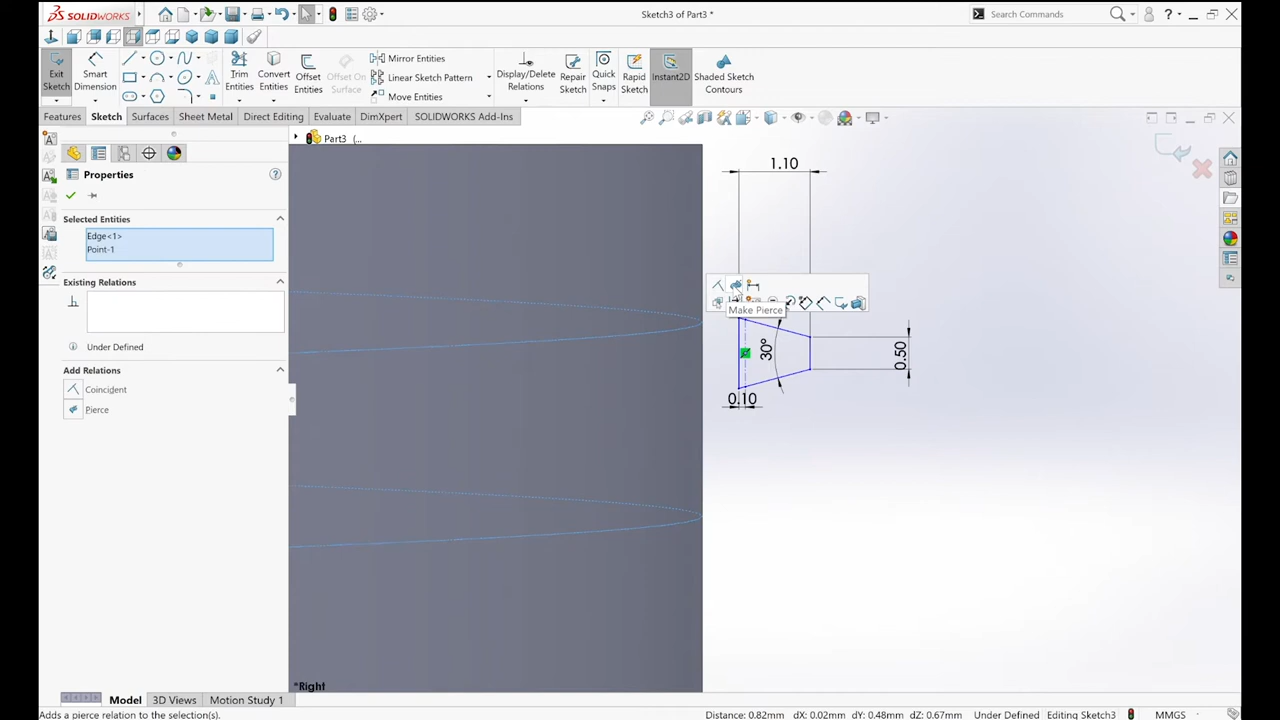 SOLIDWORKS
Sketch3 of Part3 *
Search Commands
?
Exit
Sketch
Smart
Dimension
Trim
Entities
Convert
Entities
Offset
Entities
Offset On
Surface
Mirror Entities
Linear Sketch Pattern
Move Entities
Display/Delete
Relations
Repair
Sketch
Quick
Snaps
Rapid
Sketch
Instant2D
Shaded Sketch
Contours
Features
Sketch
Surfaces
Sheet Metal
Direct Editing
Evaluate
DimXpert
SOLIDWORKS Add-Ins
Part3 (...
Properties
?
Selected Entities
Edge<1>
Point-1
Existing Relations
Under Defined
Add Relations
Coincident
Pierce
1.10
Make Pierce
30°
0.50
0.10
*Right
Model
3D Views
Motion Study 1
Adds a pierce relation to the selection(s).
Distance: 0.82mm
dX: 0.02mm
dY: 0.48mm
dZ: 0.67mm
Under Defined
Editing Sketch3
MMGS